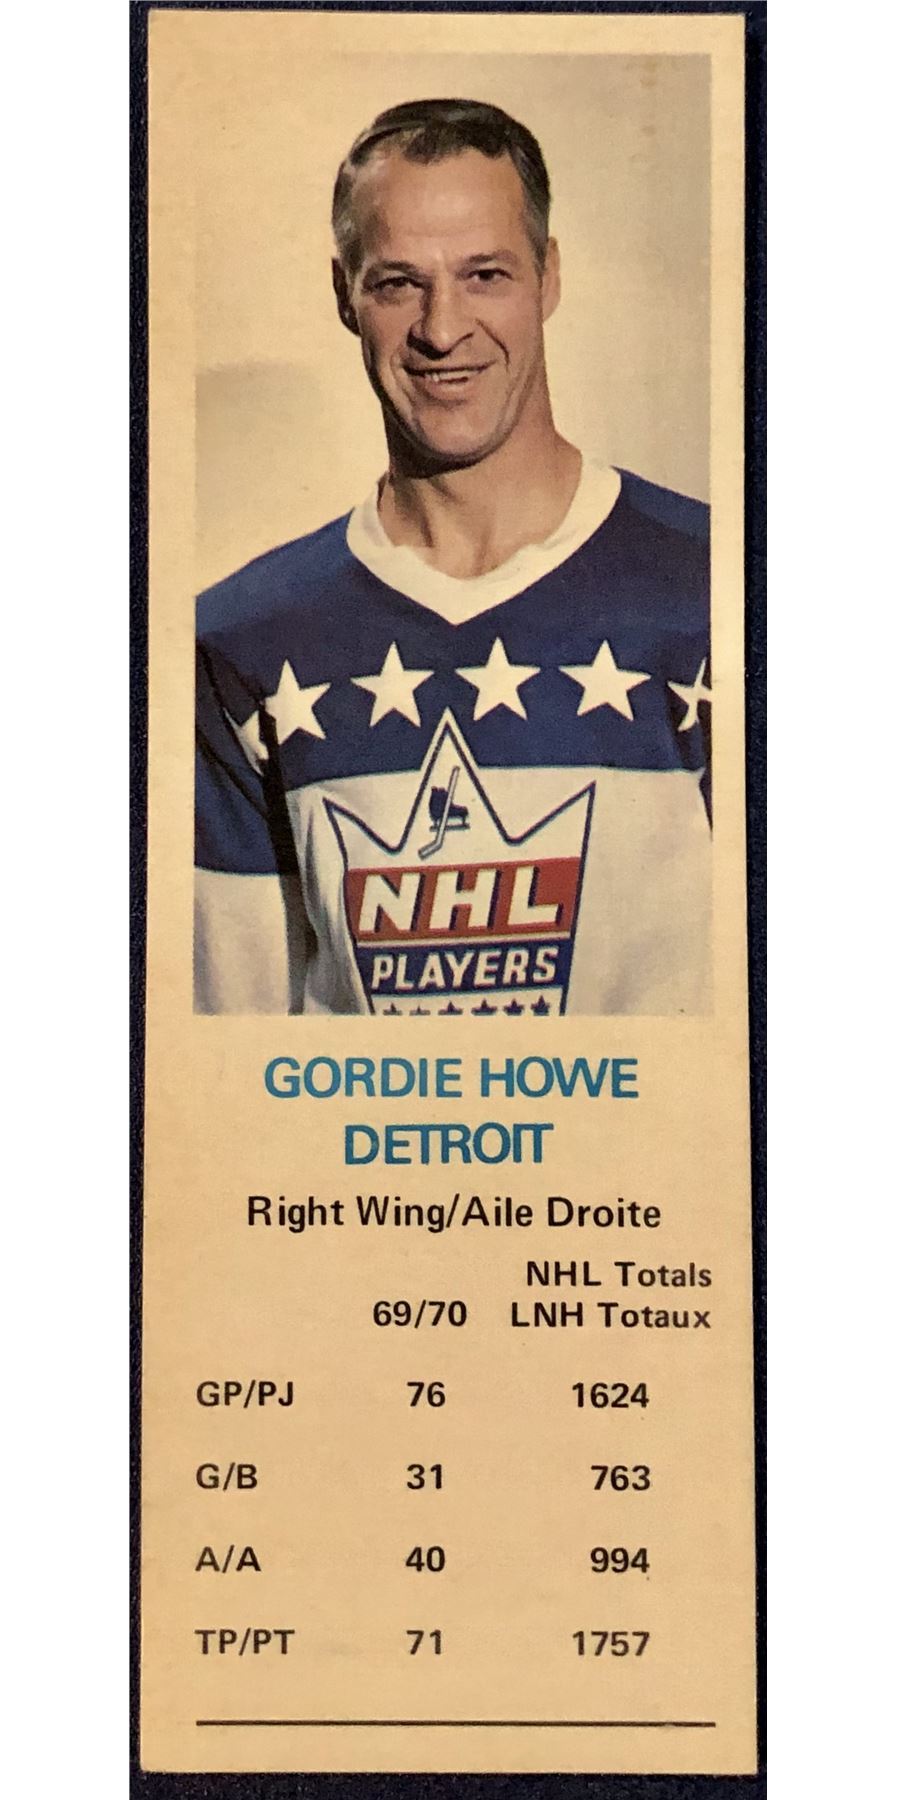 NHL
PLAYERS
GORDIE HOWE
DETROIT
Right Wing/Aile Droite
NHL Totals
69/70 LNH Totaux
GP/PJ 76 1624
G/B 31 763
A/A 40 994
TP/PT 71 1757